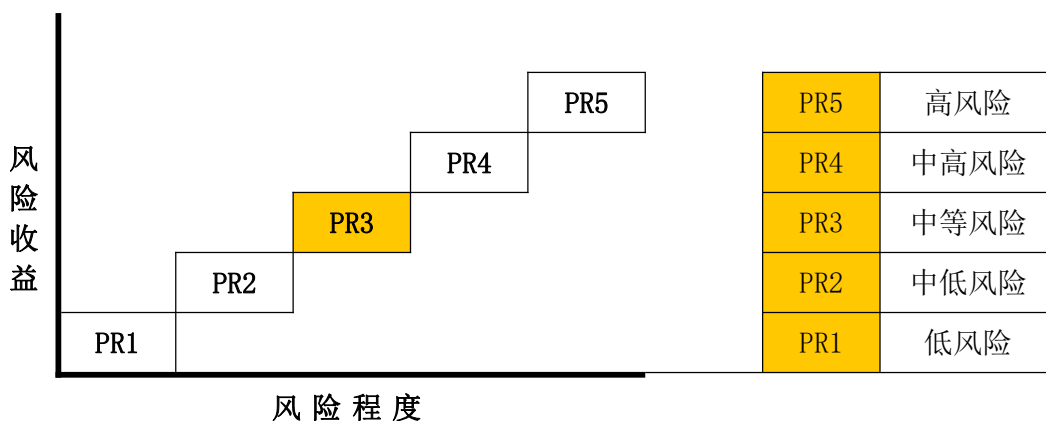 PR5 PR5 高风险
PR4 PR4 中高风险
风险收益
PR3 PR3 中等风险
PR2 PR2 中低风险
PR1 PR1 低风险
风险程度